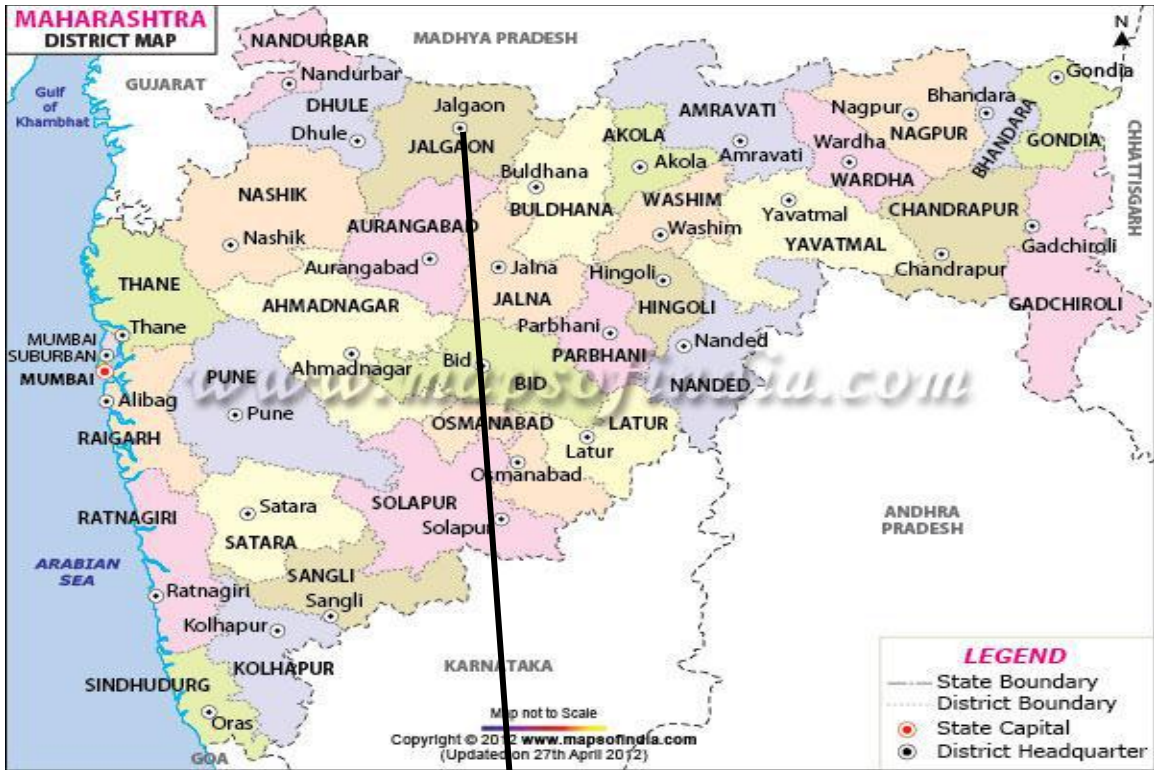 MAHARASHTRA
DISTRICT MAP
NANDURBAR
MADHYA PRADESH
N
GUJARAT
Nandurbar
Gondia
Gulf
of
Khambhat
DHULE
Jalgaon
AMRAVATI
Nagpur
Bhandara
Dhule
JALGAON
AKOLA
Amravati
Wardha
NAGPUR
BHANDARA
GONDIA
CHHATTISGARH
Buldhana
Akola
WARDHA
NASHIK
BULDHANA
WASHIM
Yavatmal
CHANDRAPUR
AURANGABAD
Washim
YAVATMAL
Nashik
Aurangabad
Jalna
Hingoli
Chandrapur
Gadchiroli
THANE
AHMADNAGAR
JALNA
HINGOLI
GADCHIROLI
Thane
Parbhani
MUMBAI
SUBURBAN
Nanded
PARBHANI
MUMBAI
PUNE
Ahmadnagar
Bid
BID
NANDED
www.mapsofindia.com
Alibag
Pune
OSMANABAD
LATUR
RAIGARH
Latur
Osmanabad
RATNAGIRI
Satara
SOLAPUR
Solapur
ANDHRA
PRADESH
SATARA
ARABIAN
SEA
SANGLI
Ratnagiri
Sangli
Kolhapur
KOLHAPUR
KARNATAKA
SINDHUDURG
Oras
GOA
LEGEND
State Boundary
District Boundary
State Capital
District Headquarter
Map not to Scale
Copyright © 2012 www.mapsofindia.com
(Updated on 27th April 2012)